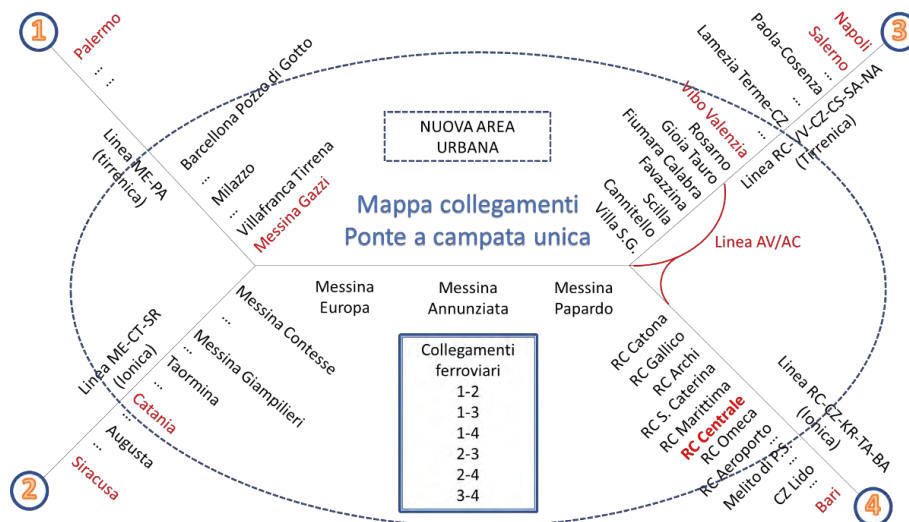 1
Palermo
...
...
Linea ME-PA
(tirrenica)
Barcellona Pozzo di Gotto
...
Milazzo
...
Villafranca Tirrena
Messina Gazzi
NUOVA AREA
URBANA
Mappa collegamenti
Ponte a campata unica
3
Napoli
Salerno
...
Paola-Cosenza
Lamezia Terme-CZ
...
Vibo Valenzia
Rosarno
Gioia Tauro
Fiumara Calabra
Favazzina
Scilla
Cannitello
Villa S.G.
Linea RC-VV-CZ-CS-SA-NA
(Tirrenica)
Linea AV/AC
Messina
Europa
Messina
Annunziata
Messina
Papardo
Collegamenti
ferroviari
1-2
1-3
1-4
2-3
2-4
3-4
Linea ME-CT-SR
(Ionica)
Messina Contesse
...
Messina Giampilieri
Taormina
...
Catania
...
Augusta
...
Siracusa
2
RC Catona
RC Gallico
RC Archi
RC S. Caterina
RC Marittima
RC Centrale
RC Omeca
RC Aeroporto
...
Melito di P.S.
...
CZ Lido
...
Bari
Linea RC-CZ-KR-TA-BA
(Ionica)
4